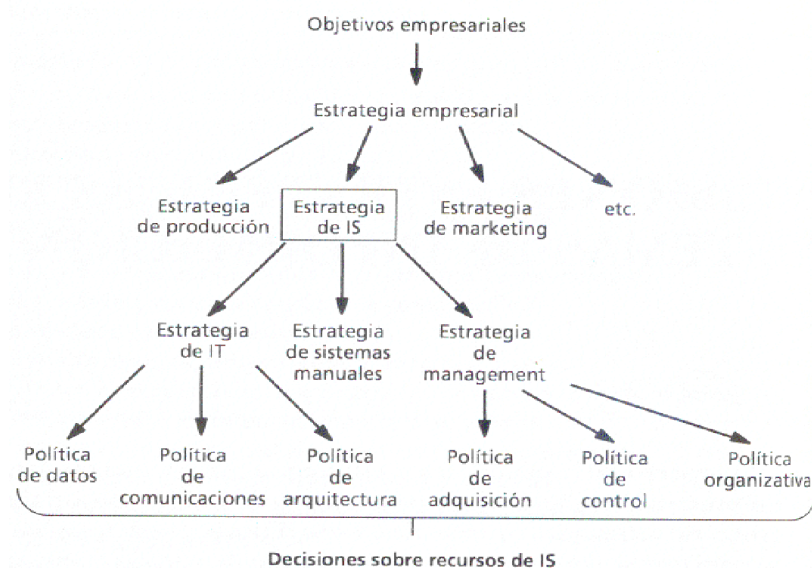 Objetivos empresariales
Estrategia empresarial
Estrategia
de producción
Estrategia
de IS
Estrategia
de marketing
etc.
Estrategia
de IT
Estrategia
de sistemas
manuales
Estrategia
de
management
Política
de datos
Política
de
comunicaciones
Política
de
arquitectura
Política
de
adquisición
Política
de
control
Política
organizativa
Decisiones sobre recursos de IS